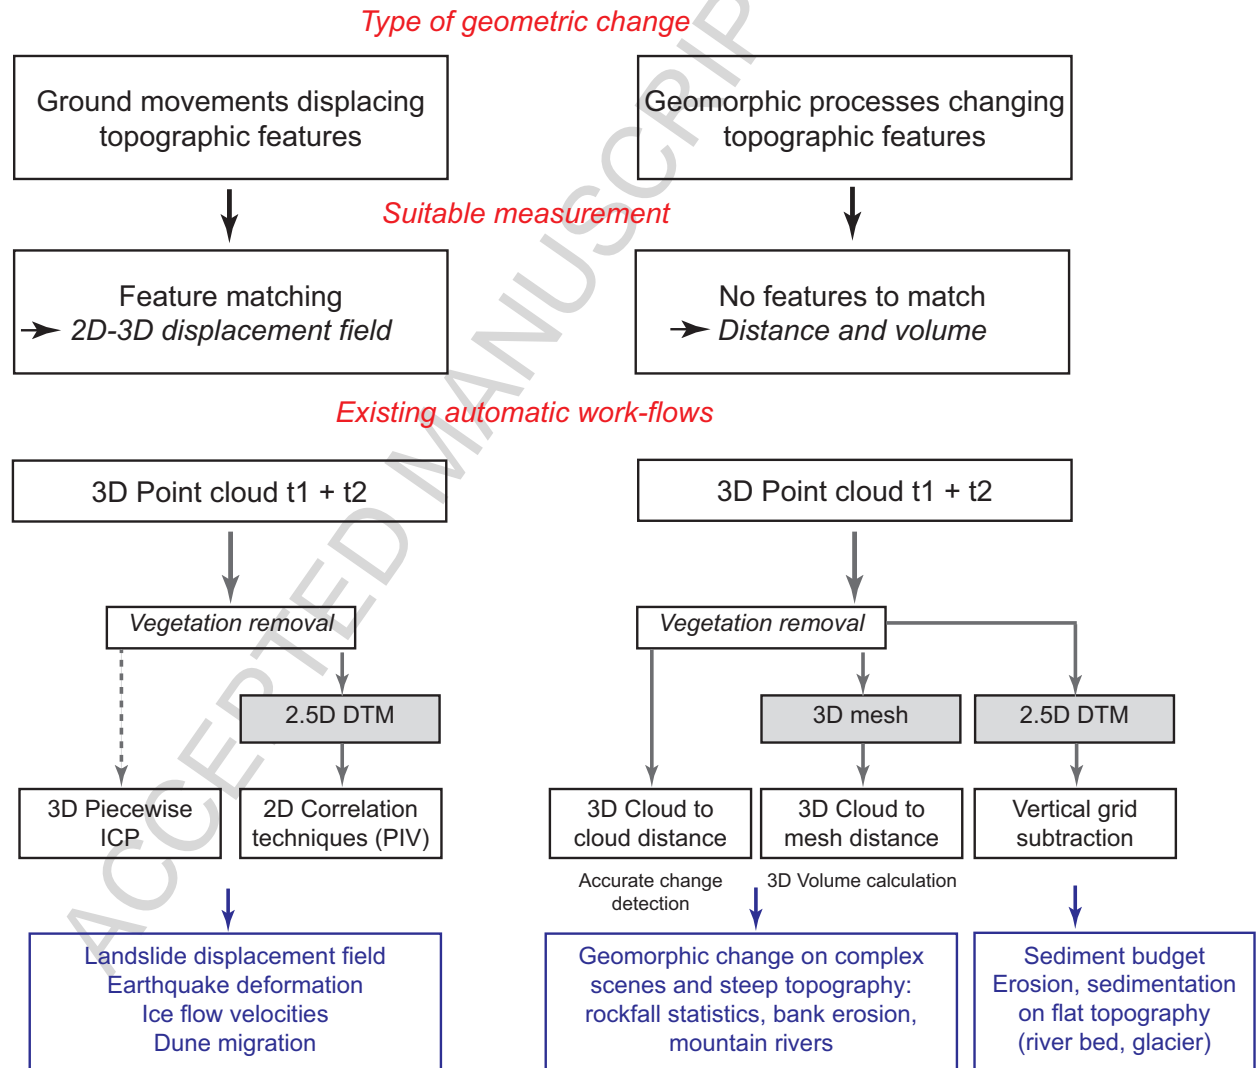 Type of geometric change
Ground movements displacing
topographic features
Geomorphic processes changing
topographic features
Suitable measurement
Feature matching
2D-3D displacement field
No features to match
Distance and volume
Existing automatic work-flows
3D Point cloud t1 + t2
3D Point cloud t1 + t2
Vegetation removal
Vegetation removal
2.5D DTM
3D mesh
2.5D DTM
3D Piecewise
ICP
2D Correlation
techniques (PIV)
3D Cloud to
cloud distance
3D Cloud to
mesh distance
Vertical grid
subtraction
Accurate change
detection
3D Volume calculation
Landslide displacement field
Earthquake deformation
Ice flow velocities
Dune migration
Geomorphic change on complex
scenes and steep topography:
rockfall statistics, bank erosion,
mountain rivers
Sediment budget
Erosion, sedimentation
on flat topography
(river bed, glacier)
ACCEPTED MANUSCRIP